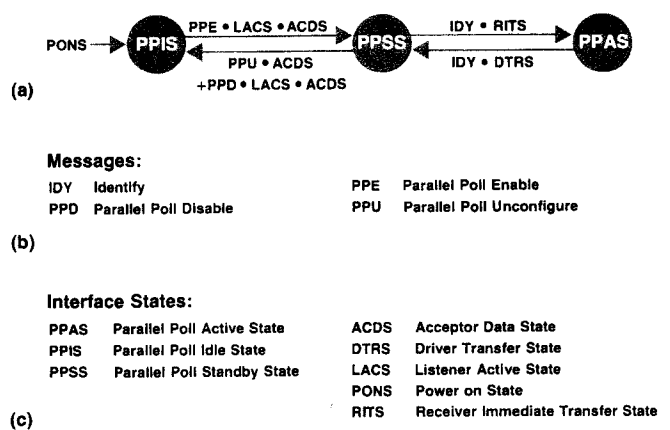 PONS PPIS PPE • LACS • ACDS PPSS IDY • RITS PPAS
PPU • ACDS IDY • DTRS
+PPD • LACS • ACDS
(a)
Messages:
IDY Identify PPE Parallel Poll Enable
PPD Parallel Poll Disable PPU Parallel Poll Unconfigure
(b)
Interface States:
PPAS Parallel Poll Active State ACDS Acceptor Data State
PPIS Parallel Poll Idle State DTRS Driver Transfer State
PPSS Parallel Poll Standby State LACS Listener Active State
PONS Power on State
RITS Receiver Immediate Transfer State
(c)